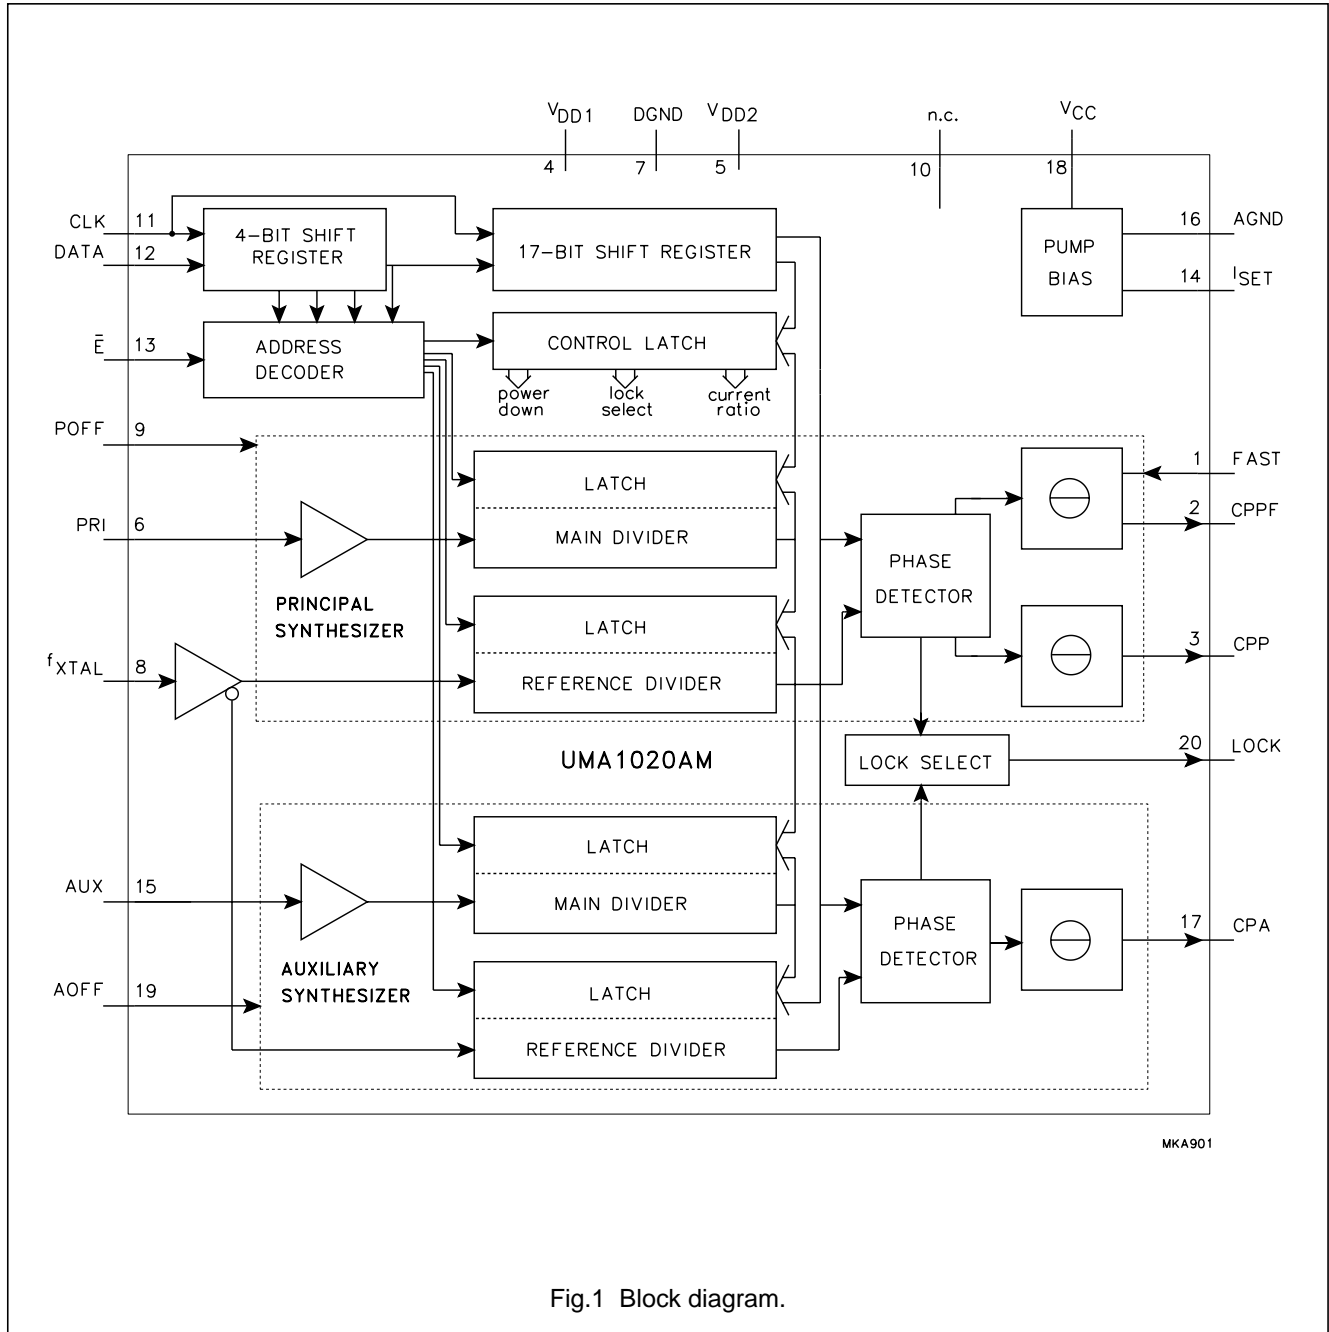 VDD1 DGND VDD2 n.c. VCC
4 7 5 10 18
CLK 11
DATA 12
4-BIT SHIFT
REGISTER
17-BIT SHIFT REGISTER
PUMP
BIAS
16 AGND
14 ISET
Ē 13
ADDRESS
DECODER
CONTROL LATCH
power
down
lock
select
current
ratio
POFF 9
PRI 6
LATCH
MAIN DIVIDER
PRINCIPAL
SYNTHESIZER
LATCH
REFERENCE DIVIDER
PHASE
DETECTOR
1 FAST
2 CPPF
3 CPP
fXTAL 8
UMA1020AM
LOCK SELECT
20 LOCK
AUX 15
AOFF 19
LATCH
MAIN DIVIDER
AUXILIARY
SYNTHESIZER
LATCH
REFERENCE DIVIDER
PHASE
DETECTOR
17 CPA
MKA901
Fig.1 Block diagram.